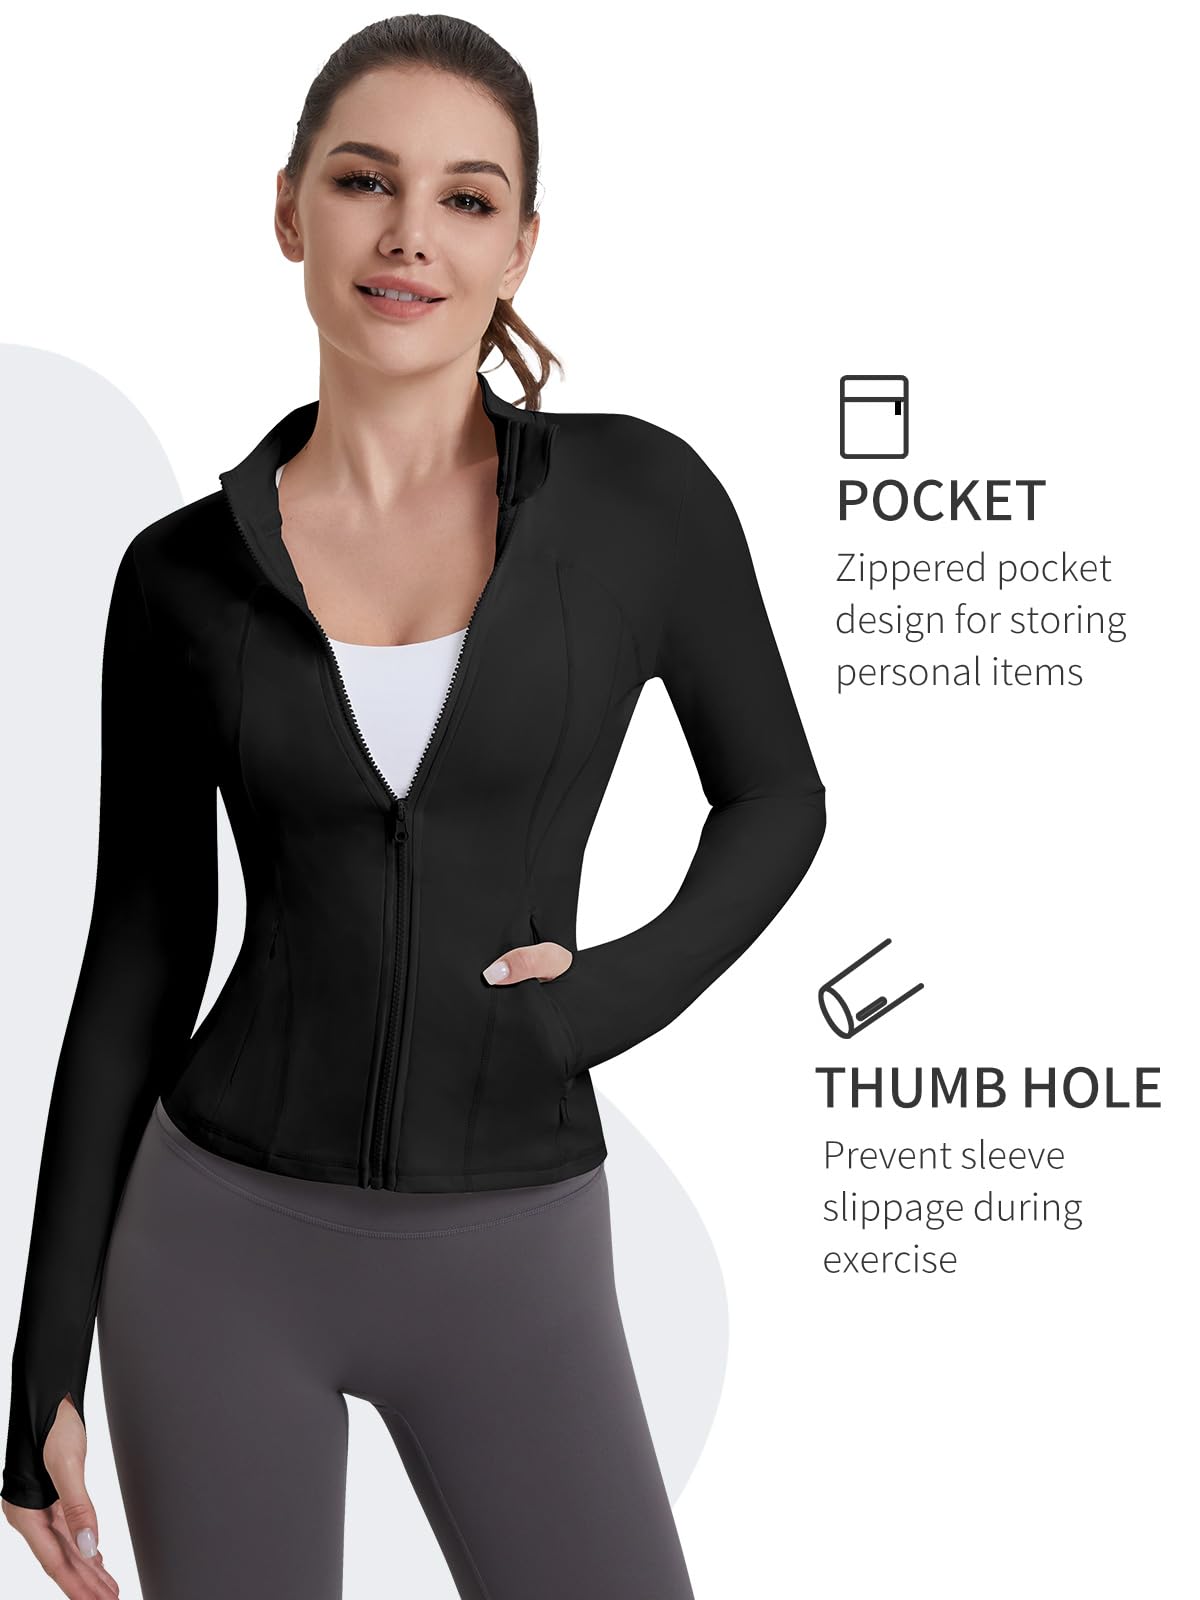 POCKET
Zippered pocket
design for storing
personal items
THUMB HOLE
Prevent sleeve
slippage during
exercise